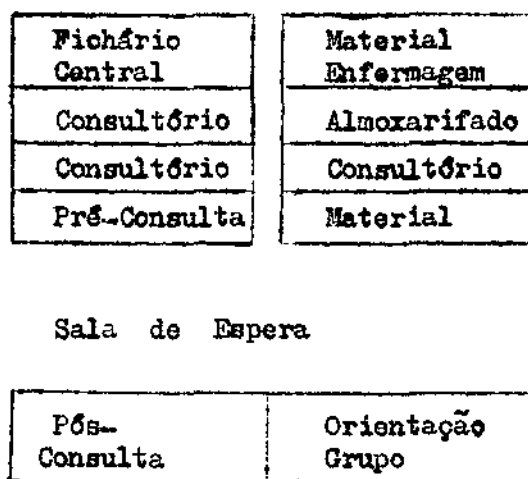 Fichário
Central
Consultório
Consultório
Pré-Consulta
Material
Enfermagem
Almoxarifado
Consultório
Material
Sala de Espera
Pós-
Consulta
Orientação
Grupo